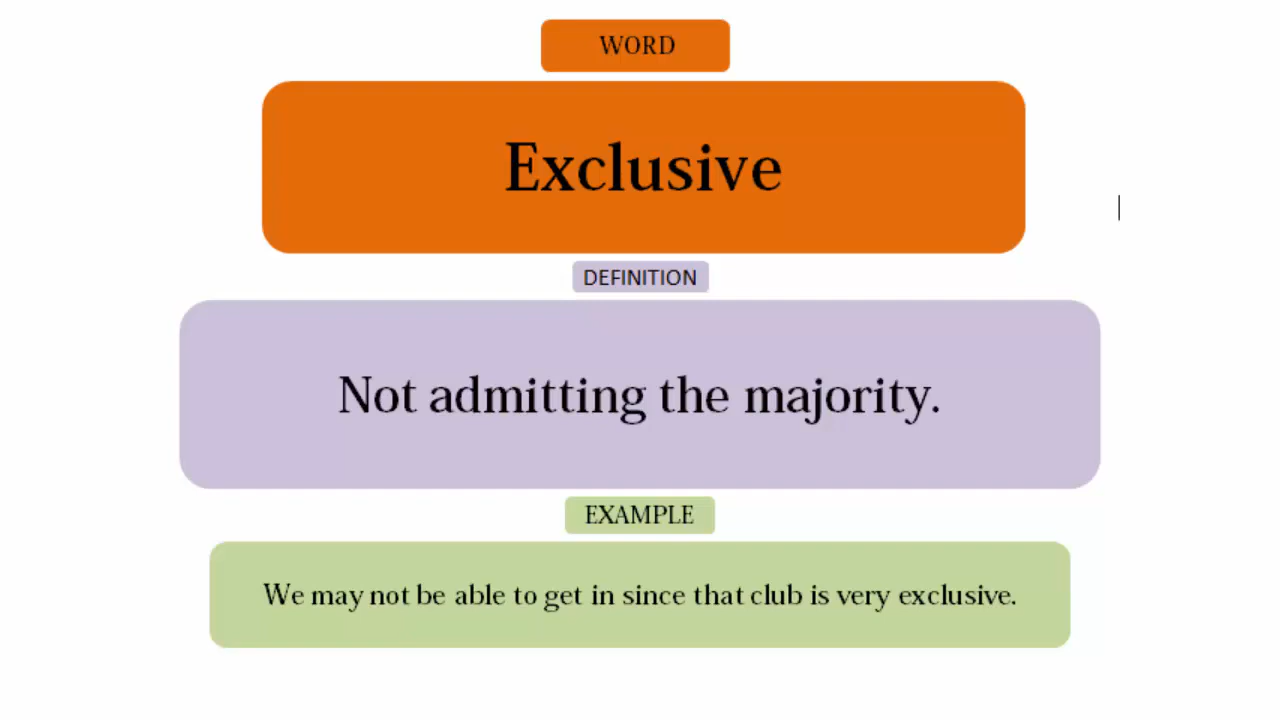 WORD
Exclusive
DEFINITION
Not admitting the majority.
EXAMPLE
We may not be able to get in since that club is very exclusive.